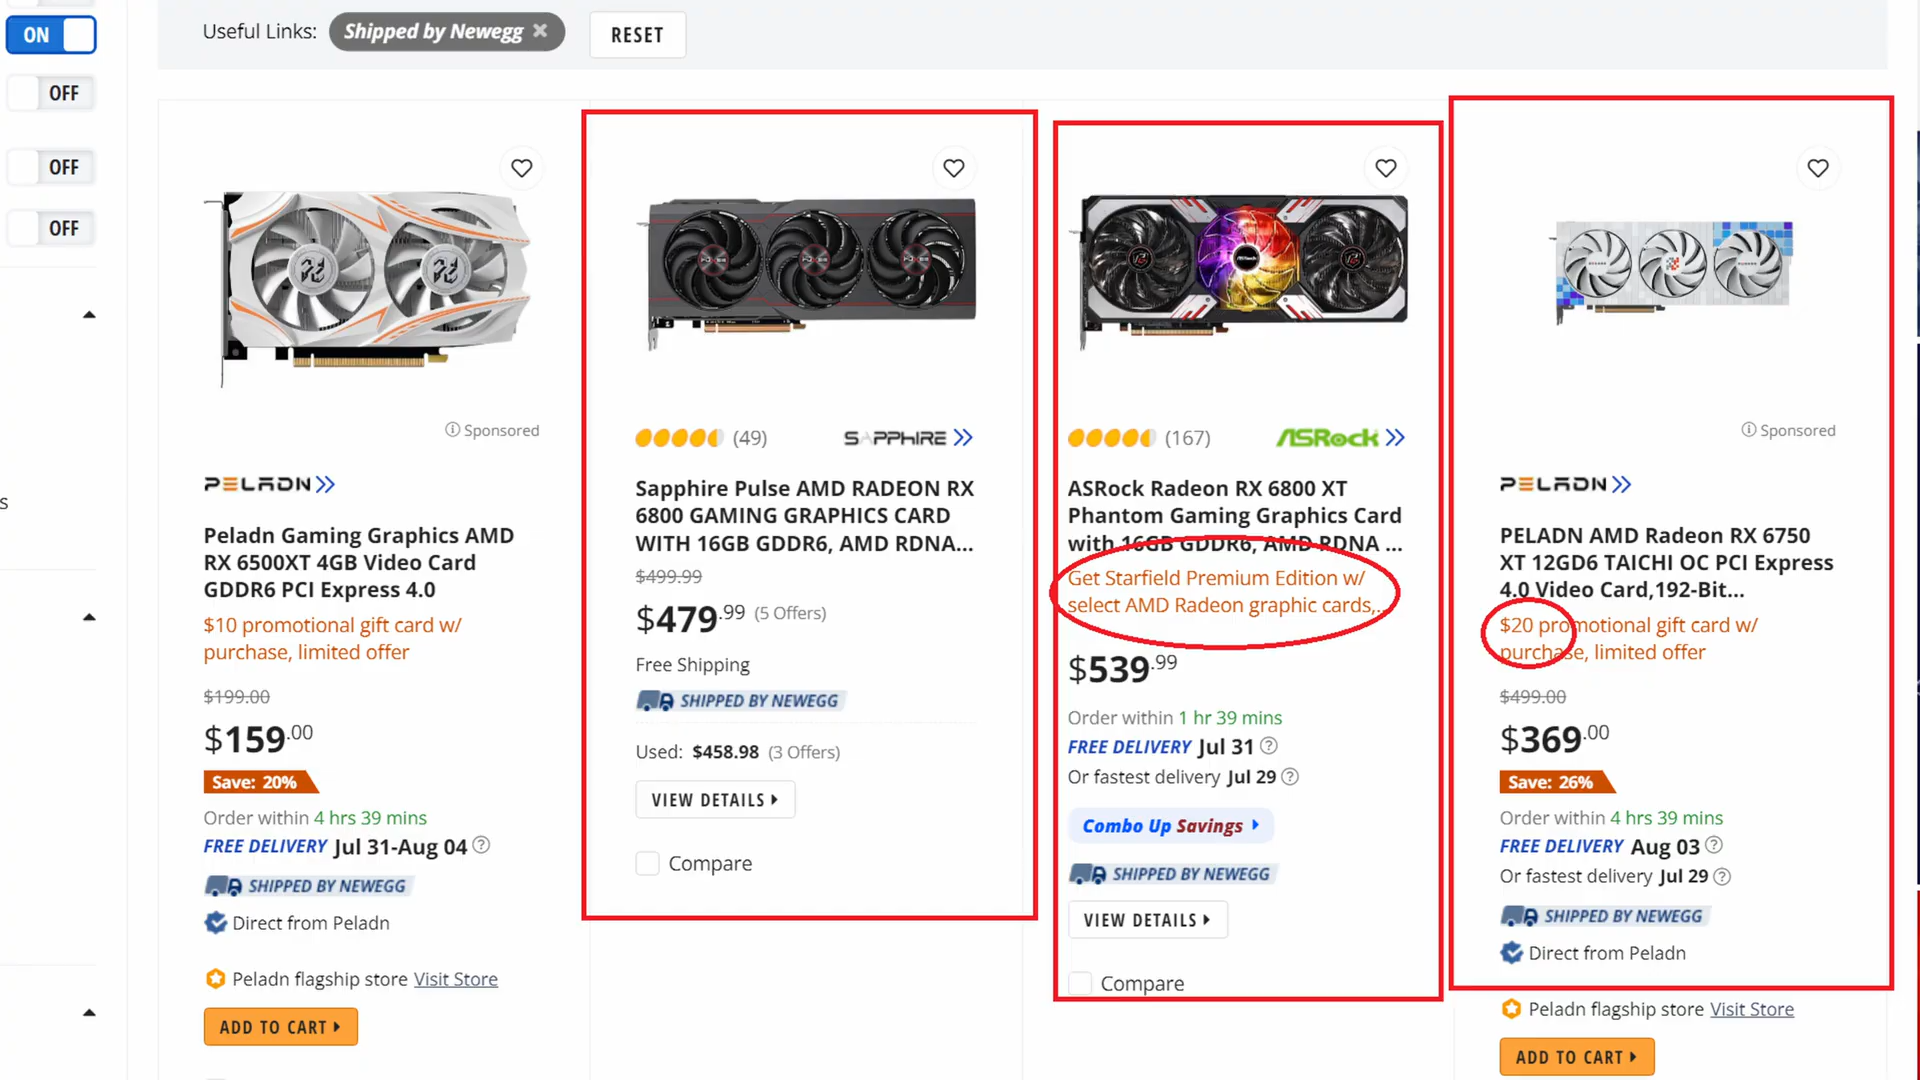 ON
Useful Links:
Shipped by Newegg ×
RESET
OFF
OFF
OFF
s
Sponsored
PELADN
Peladn Gaming Graphics AMD
RX 6500XT 4GB Video Card
GDDR6 PCI Express 4.0
$10 promotional gift card w/
purchase, limited offer
$199.00
$159.00
Save: 20%
Order within 4 hrs 39 mins
FREE DELIVERY Jul 31-Aug 04 ?
SHIPPED BY NEWEGG
Direct from Peladn
Peladn flagship store Visit Store
ADD TO CART
(49)
SAPPHIRE
Sapphire Pulse AMD RADEON RX
6800 GAMING GRAPHICS CARD
WITH 16GB GDDR6, AMD RDNA...
$499.99
$479.99 (5 Offers)
Free Shipping
SHIPPED BY NEWEGG
Used: $458.98 (3 Offers)
VIEW DETAILS
Compare
(167)
ASRock
ASRock Radeon RX 6800 XT
Phantom Gaming Graphics Card
with 16GB GDDR6, AMD RDNA ...
Get Starfield Premium Edition w/
select AMD Radeon graphic cards,...
$539.99
Order within 1 hr 39 mins
FREE DELIVERY Jul 31 ?
Or fastest delivery Jul 29 ?
Combo Up Savings
SHIPPED BY NEWEGG
VIEW DETAILS
Compare
Sponsored
PELADN
PELADN AMD Radeon RX 6750
XT 12GD6 TAICHI OC PCI Express
4.0 Video Card,192-Bit...
$20 promotional gift card w/
purchase, limited offer
$499.00
$369.00
Save: 26%
Order within 4 hrs 39 mins
FREE DELIVERY Aug 03 ?
Or fastest delivery Jul 29 ?
SHIPPED BY NEWEGG
Direct from Peladn
Peladn flagship store Visit Store
ADD TO CART